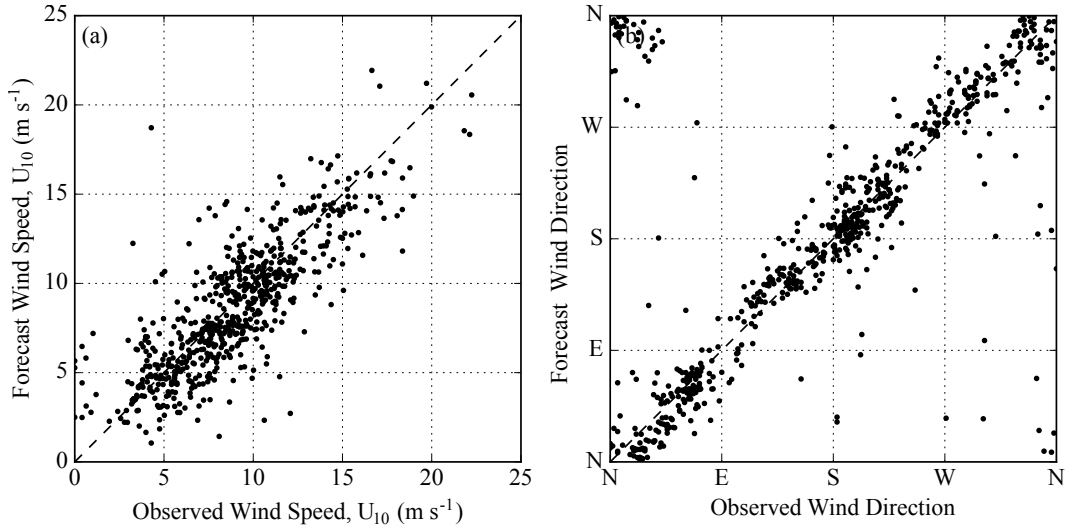 (a)
25
20
15
10
5
0
0 5 10 15 20 25
Forecast Wind Speed, U10 (m s-1)
Observed Wind Speed, U10 (m s-1)
(b)
N
W
S
E
N
N E S W N
Forecast Wind Direction
Observed Wind Direction